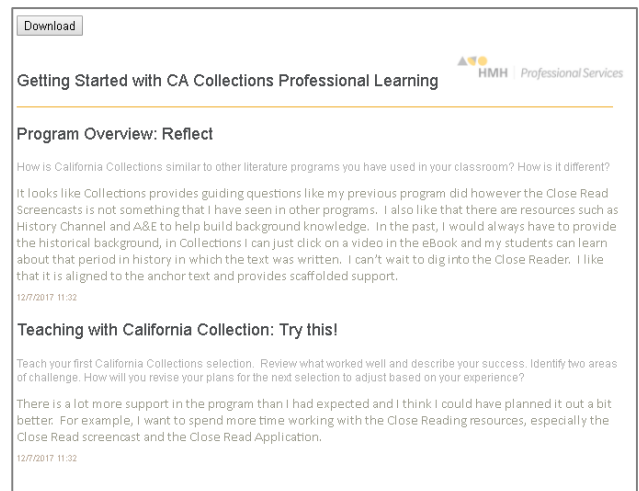 Download
HMH Professional Services
Getting Started with CA Collections Professional Learning
Program Overview: Reflect
How is California Collections similar to other literature programs you have used in your classroom? How is it different?
It looks like Collections provides guiding questions like my previous program did however the Close Read
Screencasts is not something that I have seen in other programs. I also like that there are resources such as
History Channel and A&E to help build background knowledge. In the past, I would always have to provide
the historical background, in Collections I can just click on a video in the eBook and my students can learn
about that period in history in which the text was written. I can't wait to dig into the Close Reader. I like
that it is aligned to the anchor text and provides scaffolded support.
12/7/2017 11:32
Teaching with California Collection: Try this!
Teach your first California Collections selection. Review what worked well and describe your success. Identify two areas
of challenge. How will you revise your plans for the next selection to adjust based on your experience?
There is a lot more support in the program than I had expected and I think I could have planned it out a bit
better. For example, I want to spend more time working with the Close Reading resources, especially the
Close Read screencast and the Close Read Application.
12/7/2017 11:32